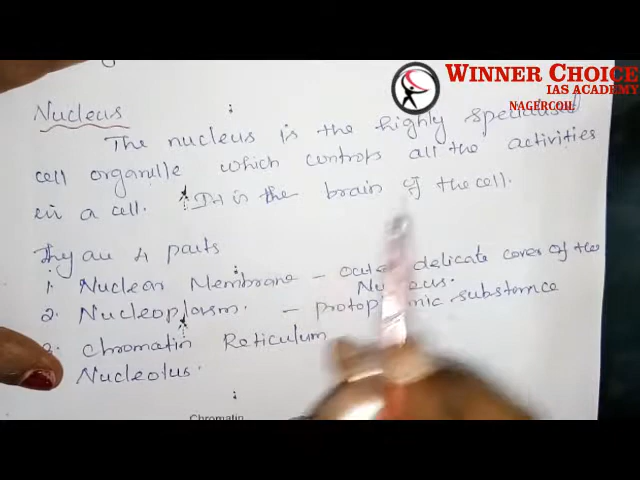 WINNER CHOICE
IAS ACADEMY
NAGERCOIL
Nucleus
The nucleus is the highly specialised
cell organelle which controls all the activities
in a cell. * It is the brain of the cell.
They are 4 parts
1. Nuclear Membrane - outer delicate cover of the
Nucleus.
2. Nucleoplasm. - substance
Chromatin Reticulum
Nucleolus.
Chromatin